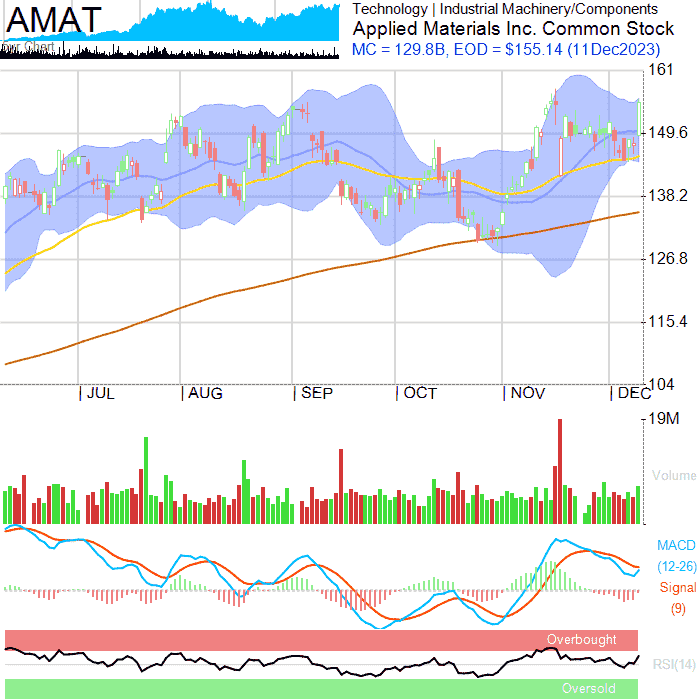 AMAT
Technology | Industrial Machinery/Components
Applied Materials Inc. Common Stock
MC = 129.8B, EOD = $155.14 (11Dec2023)
Chart
161
149.6
138.2
126.8
115.4
104
JUL
AUG
SEP
OCT
NOV
DEC
19M
Volume
MACD
(12-26)
Signal
(9)
Overbought
RSI(14)
Oversold